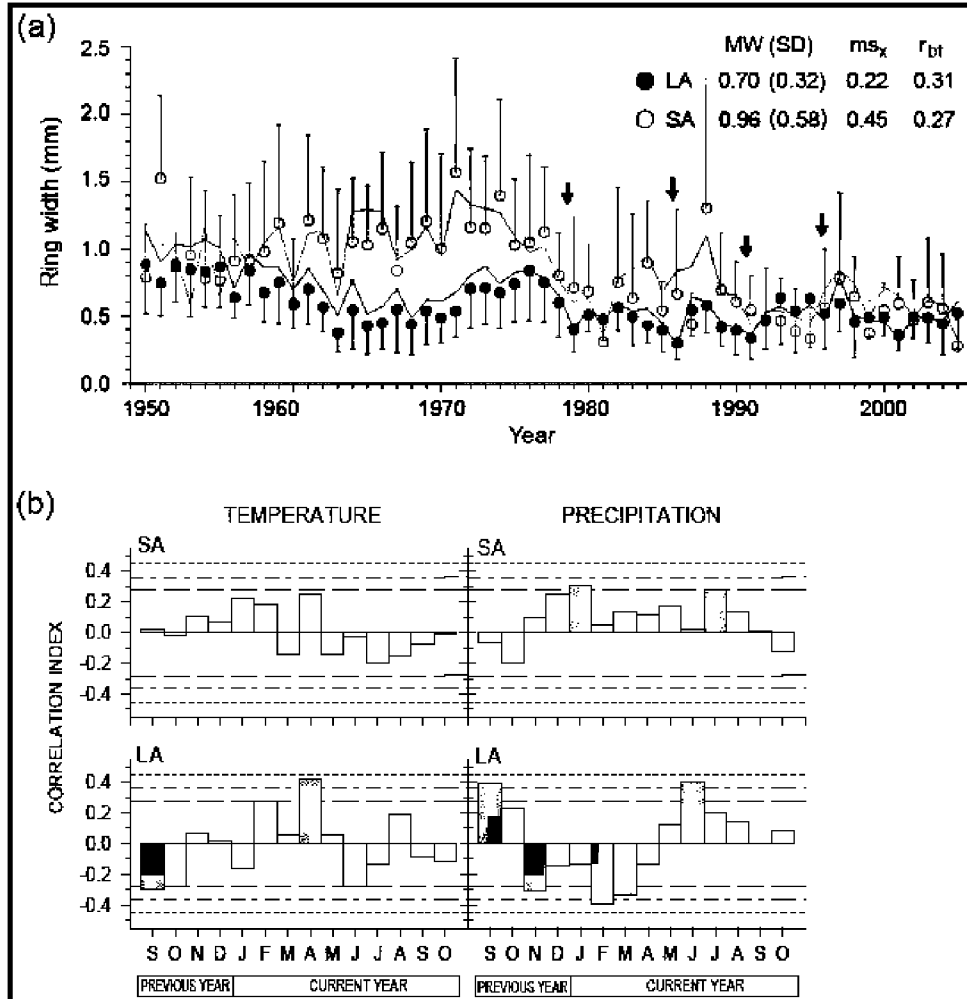 (a)
2.5
2.0
1.5
1.0
0.5
0.0
Ring width (mm)
MW (SD) ms_x r_bt
LA 0.70 (0.32) 0.22 0.31
SA 0.96 (0.58) 0.45 0.27
1950 1960 1970 1980 1990 2000
Year
(b)
TEMPERATURE PRECIPITATION
SA SA
0.4
0.2
0.0
-0.2
-0.4
CORRELATION INDEX
LA LA
0.4
0.2
0.0
-0.2
-0.4
S O N D J F M A M J J A S O S O N D J F M A M J J A S O
PREVIOUS YEAR CURRENT YEAR PREVIOUS YEAR CURRENT YEAR